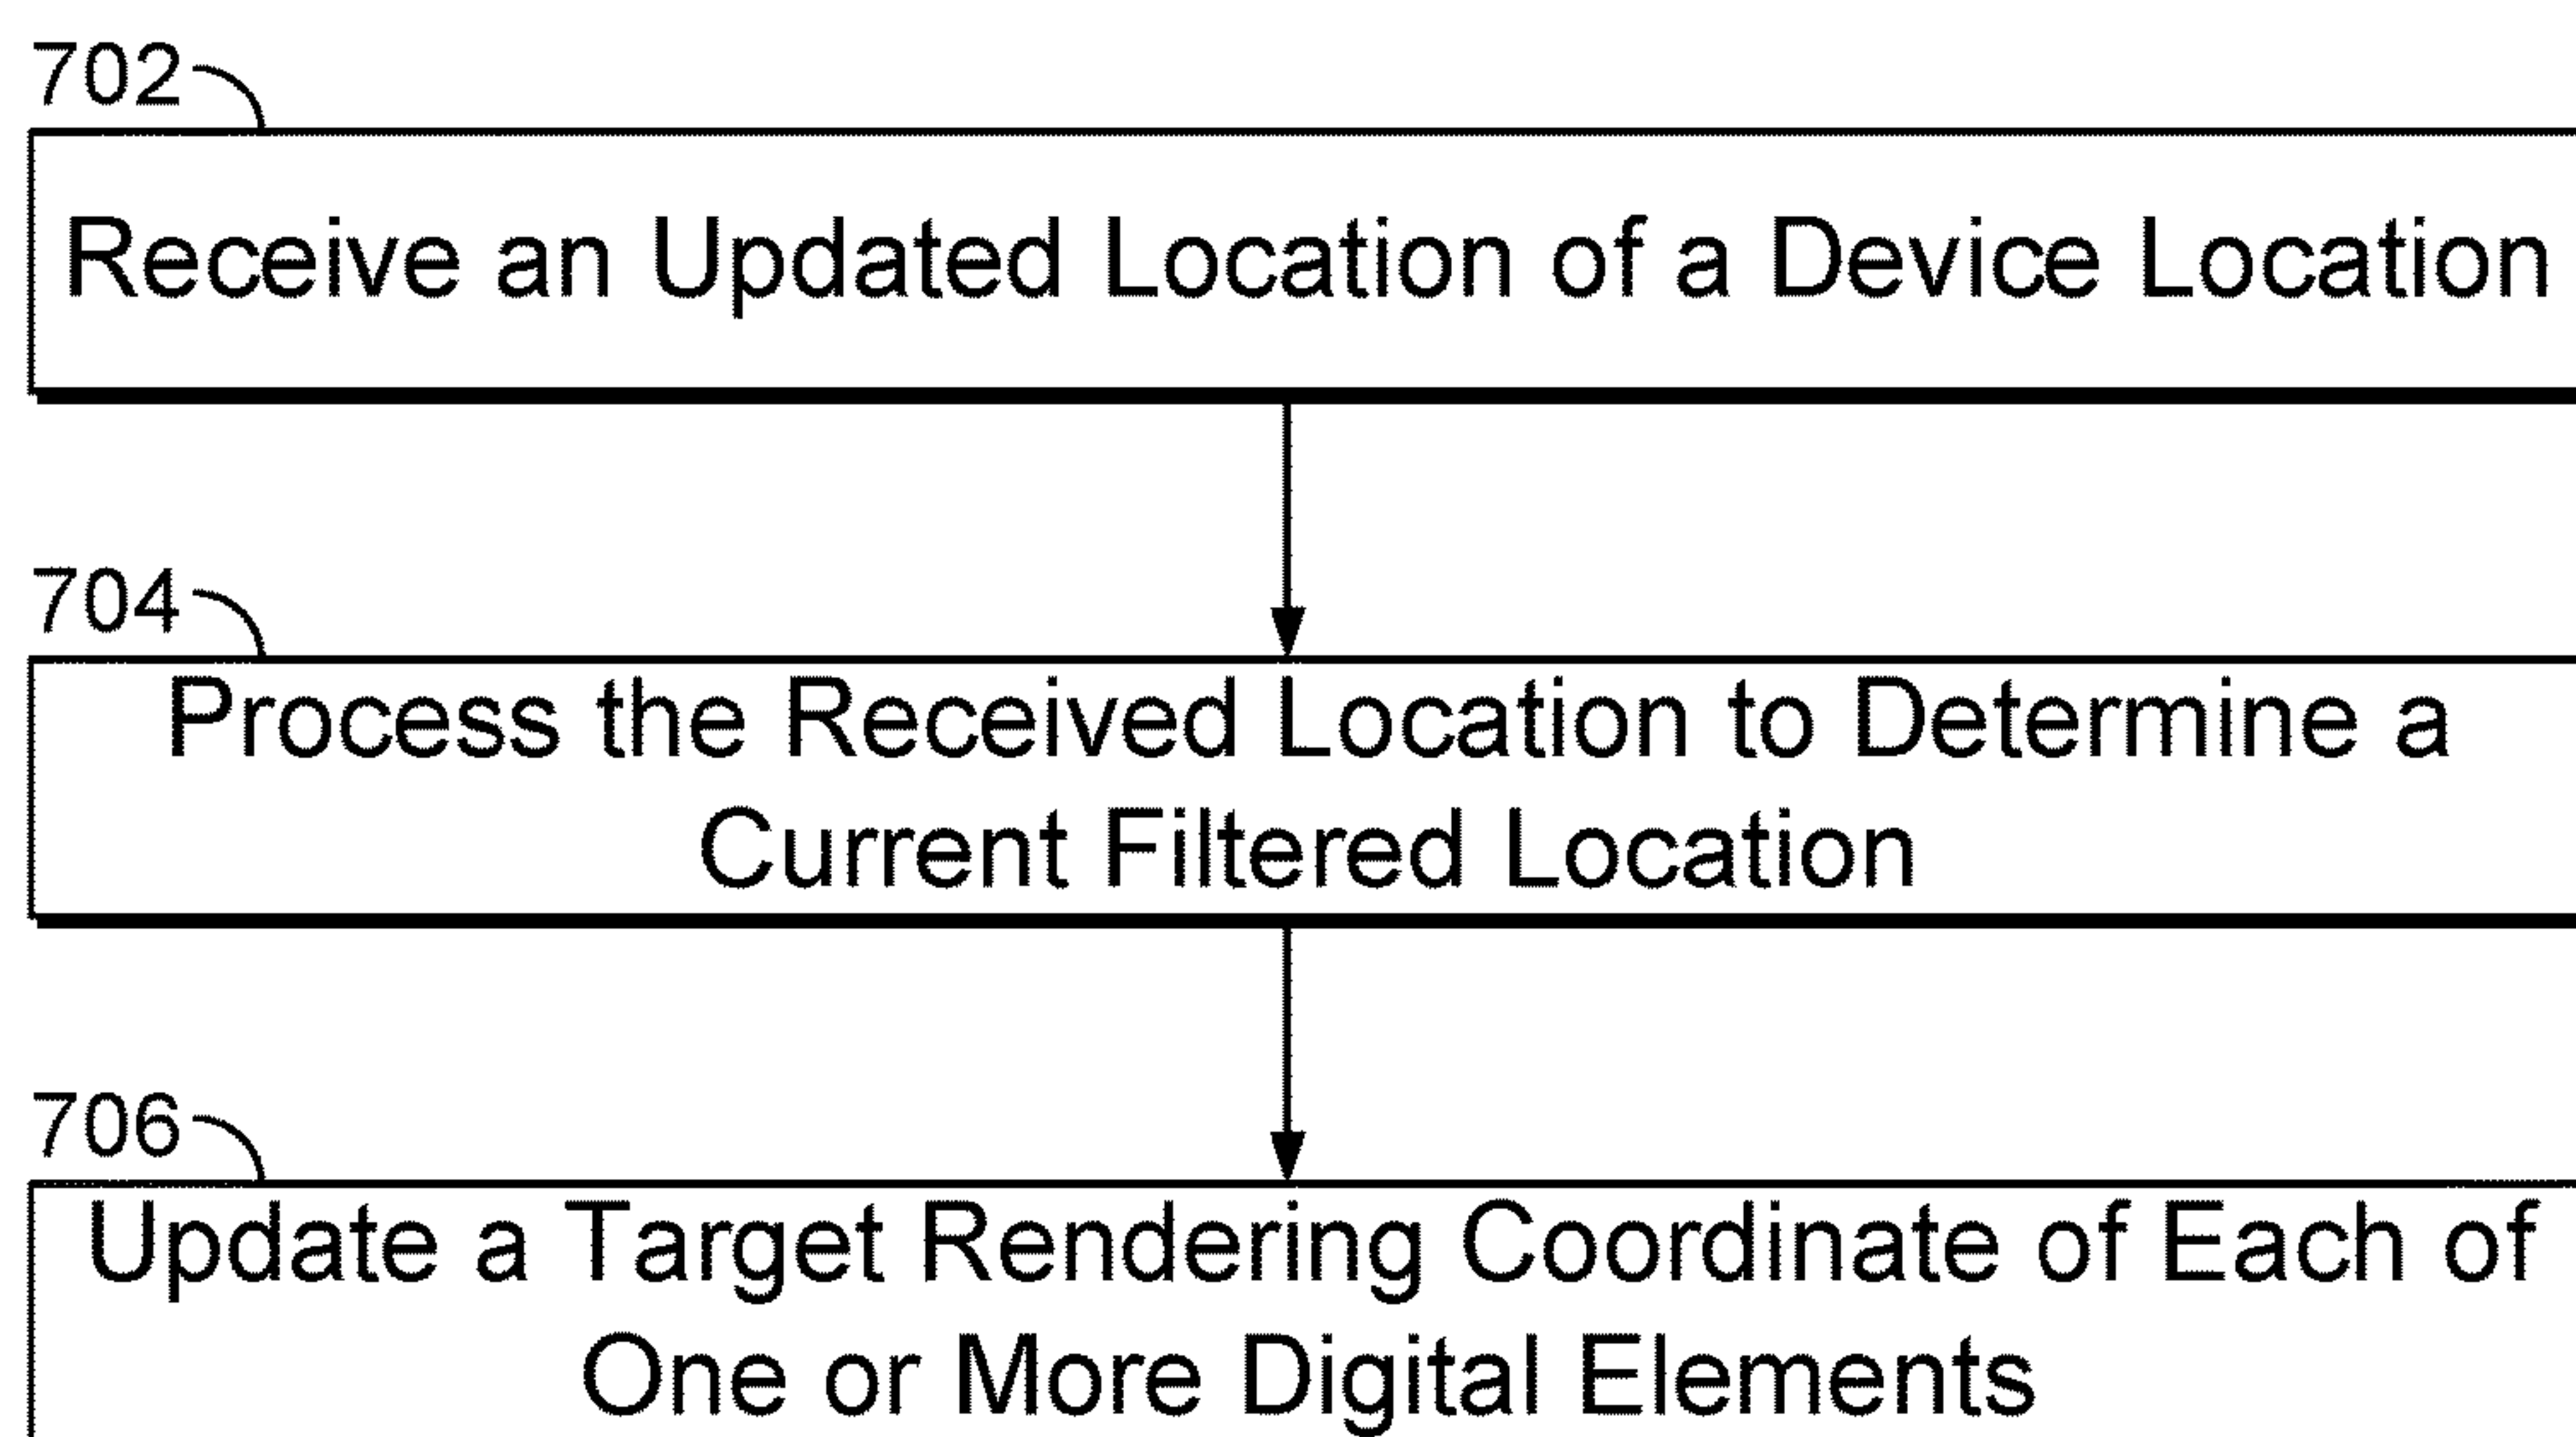 702
Receive an Updated Location of a Device Location
704
Process the Received Location to Determine a
Current Filtered Location
706
Update a Target Rendering Coordinate of Each of
One or More Digital Elements